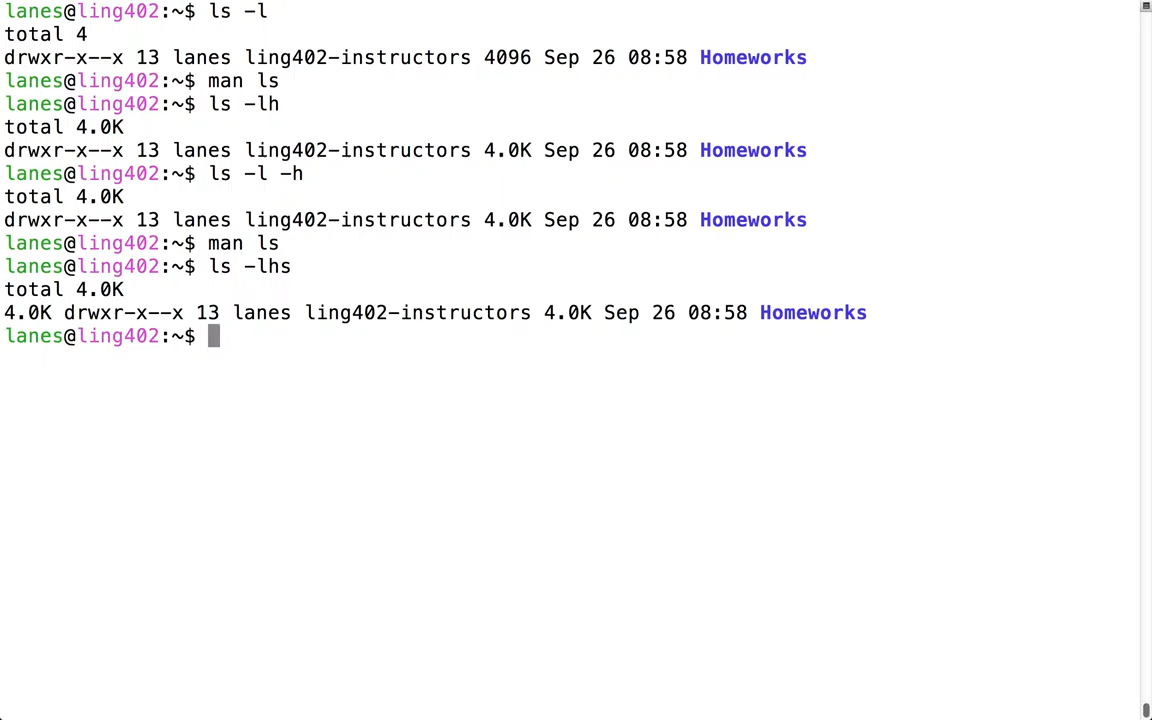 lanes@ling402:~$ ls -l
total 4
drwxr-x--x 13 lanes ling402-instructors 4096 Sep 26 08:58 Homeworks
lanes@ling402:~$ man ls
lanes@ling402:~$ ls -lh
total 4.0K
drwxr-x--x 13 lanes ling402-instructors 4.0K Sep 26 08:58 Homeworks
lanes@ling402:~$ ls -l -h
total 4.0K
drwxr-x--x 13 lanes ling402-instructors 4.0K Sep 26 08:58 Homeworks
lanes@ling402:~$ man ls
lanes@ling402:~$ ls -lhs
total 4.0K
4.0K drwxr-x--x 13 lanes ling402-instructors 4.0K Sep 26 08:58 Homeworks
lanes@ling402:~$